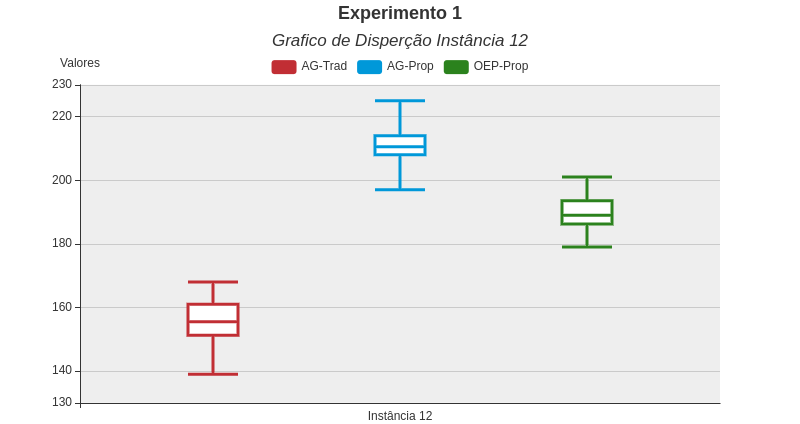 Experimento 1
Grafico de Disperção Instância 12
Valores
AG-Trad AG-Prop OEP-Prop
230
220
200
180
160
140
130
Instância 12